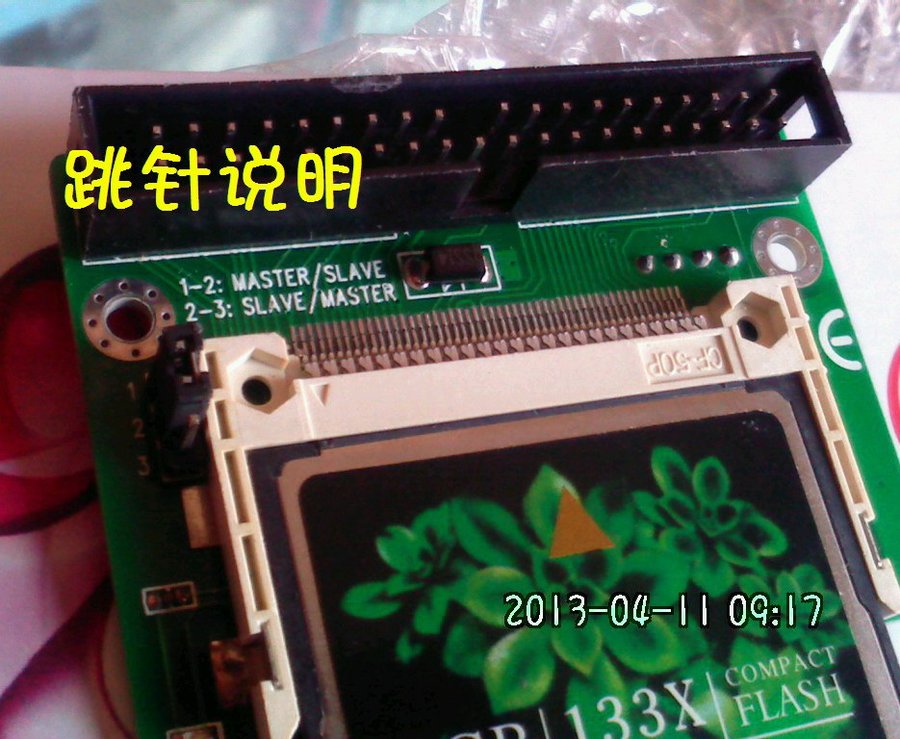 跳针说明
1-2: MASTER/SLAVE
2-3: SLAVE/MASTER
1
2
3
CF-50P
CE
2013-04-11 09:17
133X
COMPACT
FLASH